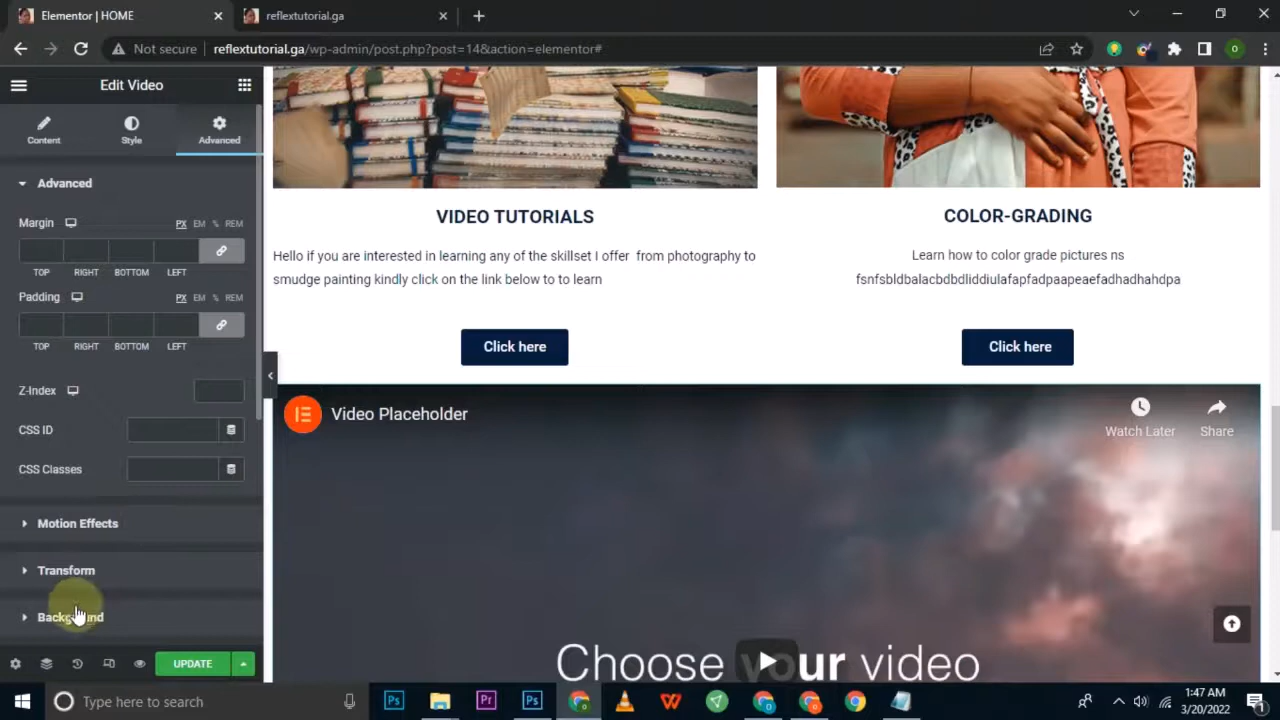 Elementor | HOME
reflextutorial.ga
Not secure
reflextutorial.ga/wp-admin/post.php?post=14&action=elementor#
Edit Video
Content
Style
Advanced
Advanced
Margin
PX EM % REM
TOP RIGHT BOTTOM LEFT
Padding
PX EM % REM
TOP RIGHT BOTTOM LEFT
Z-Index
CSS ID
CSS Classes
Motion Effects
Transform
Background
UPDATE
VIDEO TUTORIALS
Hello if you are interested in learning any of the skillset I offer from photography to
smudge painting kindly click on the link below to to learn
Click here
COLOR-GRADING
Learn how to color grade pictures ns
fsnfsbldbalacbdbdliddiulafapfadpaapeaefadhadhahdpa
Click here
Video Placeholder
Watch Later
Share
Choose your video
Type here to search
1:47 AM
3/20/2022